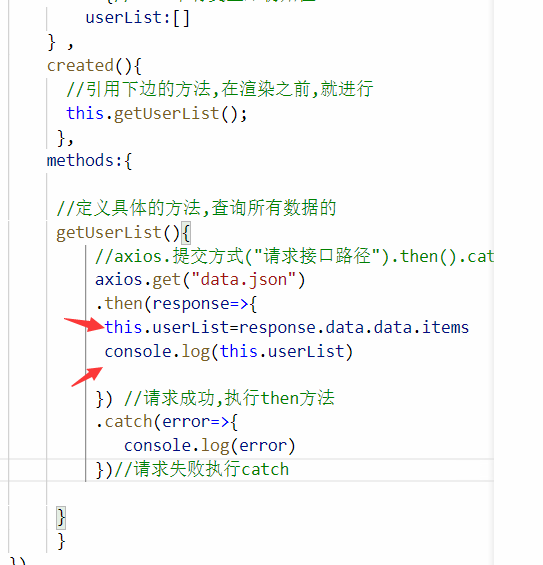 userList:[]
} ,
created(){
//引用下边的方法,在渲染之前,就进行
this.getUserList();
},
methods:{
//定义具体的方法,查询所有数据的
getUserList(){
//axios.提交方式("请求接口路径").then().cat
axios.get("data.json")
.then(response=>{
this.userList=response.data.data.items
console.log(this.userList)
}) //请求成功,执行then方法
.catch(error=>{
console.log(error)
})//请求失败执行catch
}
}
})